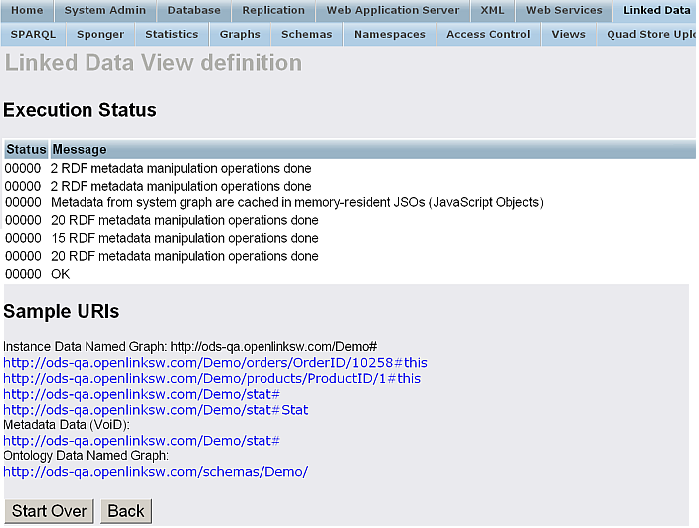 Home System Admin Database Replication Web Application Server XML Web Services Linked Data
SPARQL Sponger Statistics Graphs Schemas Namespaces Access Control Views Quad Store Uplo
Linked Data View definition
Execution Status
Status Message
00000 2 RDF metadata manipulation operations done
00000 2 RDF metadata manipulation operations done
00000 Metadata from system graph are cached in memory-resident JSOs (JavaScript Objects)
00000 20 RDF metadata manipulation operations done
00000 15 RDF metadata manipulation operations done
00000 20 RDF metadata manipulation operations done
00000 OK
Sample URIs
Instance Data Named Graph: http://ods-qa.openlinksw.com/Demo#
http://ods-qa.openlinksw.com/Demo/orders/OrderID/10258#this
http://ods-qa.openlinksw.com/Demo/products/ProductID/1#this
http://ods-qa.openlinksw.com/Demo/stat#
http://ods-qa.openlinksw.com/Demo/stat#Stat
Metadata Data (VoiD):
http://ods-qa.openlinksw.com/Demo/stat#
Ontology Data Named Graph:
http://ods-qa.openlinksw.com/schemas/Demo/
Start Over Back